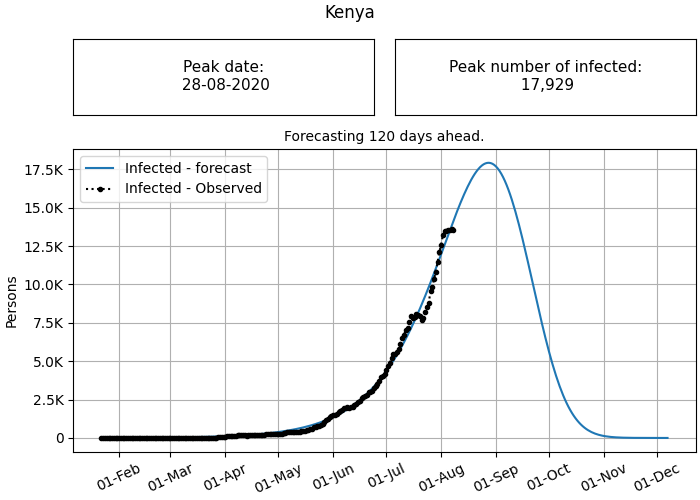 Kenya
Peak date:
28-08-2020
Peak number of infected:
17,929
Forecasting 120 days ahead.
Infected - forecast
Infected - Observed
17.5K
15.0K
12.5K
10.0K
7.5K
5.0K
2.5K
0
Persons
01-Feb
01-Mar
01-Apr
01-May
01-Jun
01-Jul
01-Aug
01-Sep
01-Oct
01-Nov
01-Dec